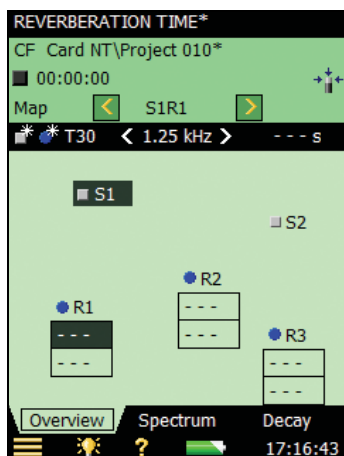 REVERBERATION TIME*
CF Card NT\Project 010*
00:00:00
Map < S1R1 >
T30 < 1.25 kHz > - - - s
S1
S2
R2
- - -
- - -
R1
- - -
- - -
R3
- - -
- - -
Overview Spectrum Decay
? 17:16:43